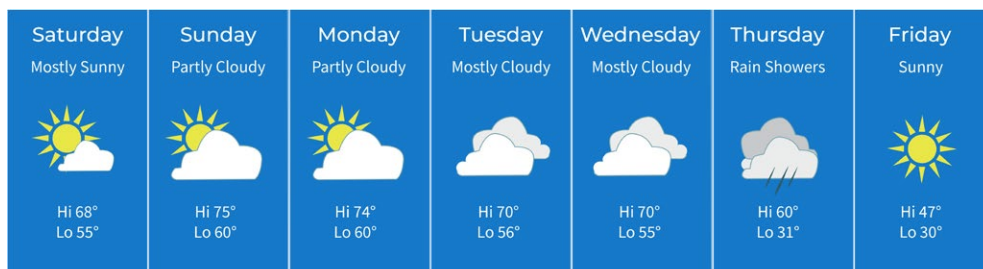 Saturday
Mostly Sunny
Hi 68°
Lo 55°
Sunday
Partly Cloudy
Hi 75°
Lo 60°
Monday
Partly Cloudy
Hi 74°
Lo 60°
Tuesday
Mostly Cloudy
Hi 70°
Lo 56°
Wednesday
Mostly Cloudy
Hi 70°
Lo 55°
Thursday
Rain Showers
Hi 60°
Lo 31°
Friday
Sunny
Hi 47°
Lo 30°